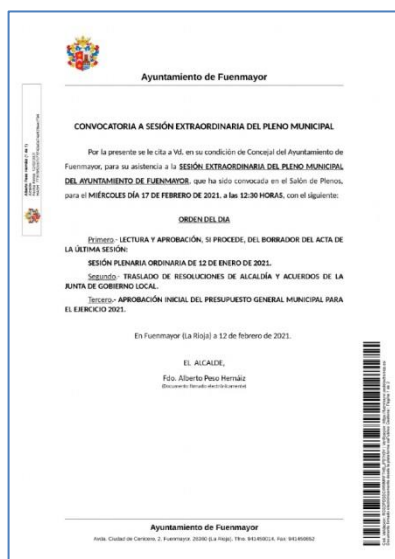 Ayuntamiento de Fuenmayor
CONVOCATORIA A SESIÓN EXTRAORDINARIA DEL PLENO MUNICIPAL
Por la presente se le cita a Vd. en su condición de Concejal del Ayuntamiento de
Fuenmayor, para su asistencia a la SESIÓN EXTRAORDINARIA DEL PLENO MUNICIPAL
DEL AYUNTAMIENTO DE FUENMAYOR, que ha sido convocada en el Salón de Plenos,
para el MIÉRCOLES DÍA 17 DE FEBRERO DE 2021, a las 12:30 HORAS, con el siguiente:
ORDEN DEL DIA
Primero.- LECTURA Y APROBACIÓN, SI PROCEDE, DEL BORRADOR DEL ACTA DE
LA ÚLTIMA SESIÓN:
SESIÓN PLENARIA ORDINARIA DE 12 DE ENERO DE 2021.
Segundo.- TRASLADO DE RESOLUCIONES DE ALCALDÍA Y ACUERDOS DE LA
JUNTA DE GOBIERNO LOCAL.
Tercero.- APROBACIÓN INICIAL DEL PRESUPUESTO GENERAL MUNICIPAL PARA
EL EJERCICIO 2021.
En Fuenmayor (La Rioja) a 12 de febrero de 2021.
EL ALCALDE,
Fdo. Alberto Peso Hernáiz
(Documento firmado electrónicamente)
Ayuntamiento de Fuenmayor